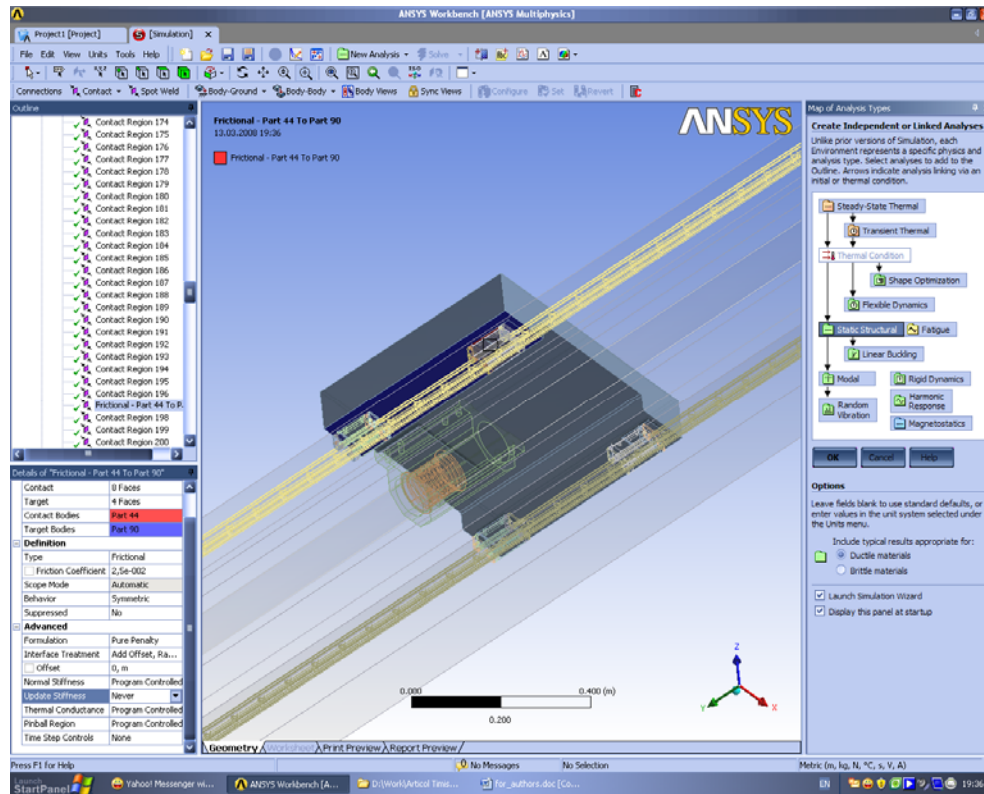 ANSYS Workbench [ANSYS Multiphysics]
Project1 [Project]
[Simulation]
File Edit View Units Tools Help
New Analysis
Solve
Connections Contact Spot Weld Body-Ground Body-Body Body Views Sync Views Configure Set Revert
Outline
Contact Region 174
Contact Region 175
Contact Region 176
Contact Region 177
Contact Region 178
Contact Region 179
Contact Region 180
Contact Region 181
Contact Region 182
Contact Region 183
Contact Region 184
Contact Region 185
Contact Region 186
Contact Region 187
Contact Region 188
Contact Region 189
Contact Region 190
Contact Region 191
Contact Region 192
Contact Region 193
Contact Region 194
Contact Region 195
Contact Region 196
Frictional - Part 44 To P.
Contact Region 198
Contact Region 199
Contact Region 200
Details of "Frictional - Part 44 To Part 90"
Contact 8 Faces
Target 4 Faces
Contact Bodies Part 44
Target Bodies Part 90
Definition
Type Frictional
Friction Coefficient 2,5e-002
Scope Mode Automatic
Behavior Symmetric
Suppressed No
Advanced
Formulation Pure Penalty
Interface Treatment Add Offset, Ra...
Offset 0, m
Normal Stiffness Program Controlled
Update Stiffness Never
Thermal Conductance Program Controlled
Pinball Region Program Controlled
Time Step Controls None
Frictional - Part 44 To Part 90
13.03.2008 19:36
Frictional - Part 44 To Part 90
ANSYS
0.000 0.400 (m)
0.200
Z
Y
X
Geometry Worksheet Print Preview Report Preview
Map of Analysis Types
Create Independent or Linked Analyses
Unlike prior versions of Simulation, each
Environment represents a specific physics and
analysis type. Select analyses to add to the
Outline. Arrows indicate analysis linking via an
initial or thermal condition.
Steady-State Thermal
Transient Thermal
Thermal Condition
Shape Optimization
Flexible Dynamics
Static Structural Fatigue
Linear Buckling
Modal Rigid Dynamics
Random Vibration
Harmonic Response
Magnetostatics
OK Cancel Help
Options
Leave fields blank to use standard defaults, or
enter values in the unit system selected under
the Units menu.
Include typical results appropriate for:
Ductile materials
Brittle materials
Launch Simulation Wizard
Display this panel at startup
Press F1 for Help
No Messages
No Selection
Metric (m, kg, N, °C, s, V, A)
Launch
StartPanel
Yahoo! Messenger wi...
ANSYS Workbench [A...
D:\Work\Articol Timis...
for_authors.doc [Co...
EN
19:36